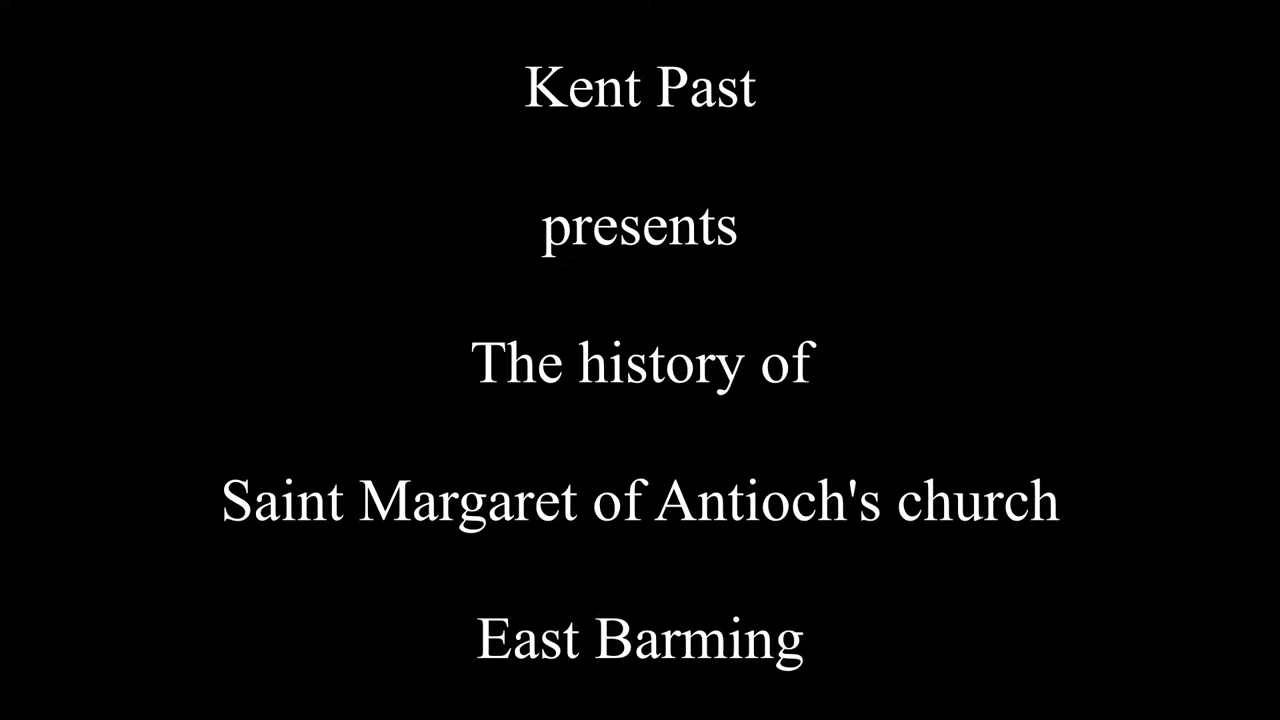 Kent Past
presents
The history of
Saint Margaret of Antioch's church
East Barming